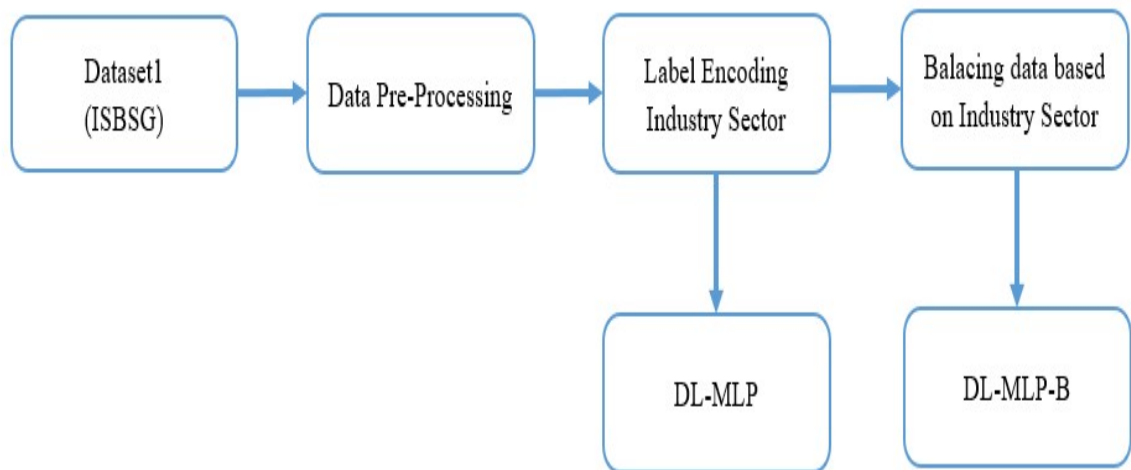 Dataset1
(ISBSG)
Data Pre-Processing
Label Encoding
Industry Sector
Balacing data based
on Industry Sector
DL-MLP
DL-MLP-B